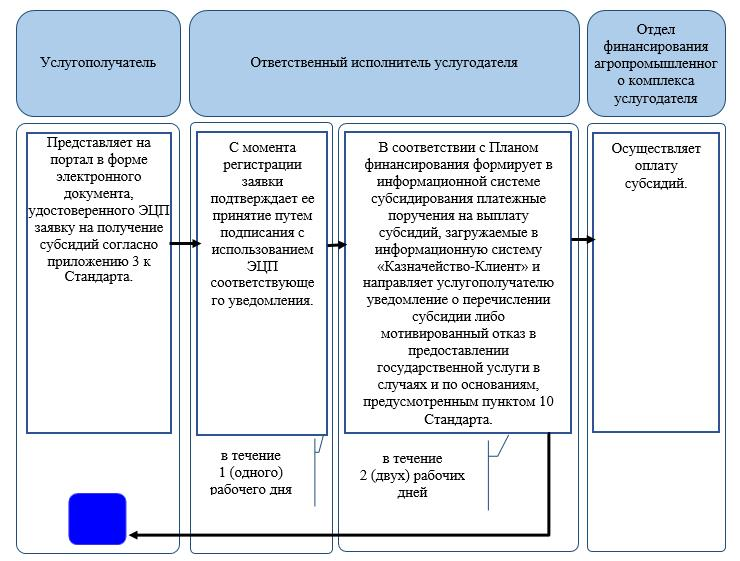 Услугополучатель
Ответственный исполнитель услугодателя
Отдел
финансирования
агропромышленног
о комплекса
услугодателя
Представляет на
портал в форме
электронного
документа,
удостоверенного ЭЦП
заявку на получение
субсидий согласно
приложению 3 к
Стандарта.
С момента
регистрации
заявки
подтверждает ее
принятие путем
подписания с
использованием
ЭЦП
соответствующе
го уведомления.
В соответствии с Планом
финансирования формирует в
информационной системе
субсидирования платежные
поручения на выплату
субсидий, загружаемые в
информационную систему
«Казначейство-Клиент» и
направляет услугополучателю
уведомление о перечислении
субсидии либо
мотивированный отказ в
предоставлении
государственной услуги в
случаях и по основаниям,
предусмотренным пунктом 10
Стандарта.
Осуществляет
оплату
субсидий.
в течение
1 (одного)
рабочего дня
в течение
2 (двух) рабочих
дней